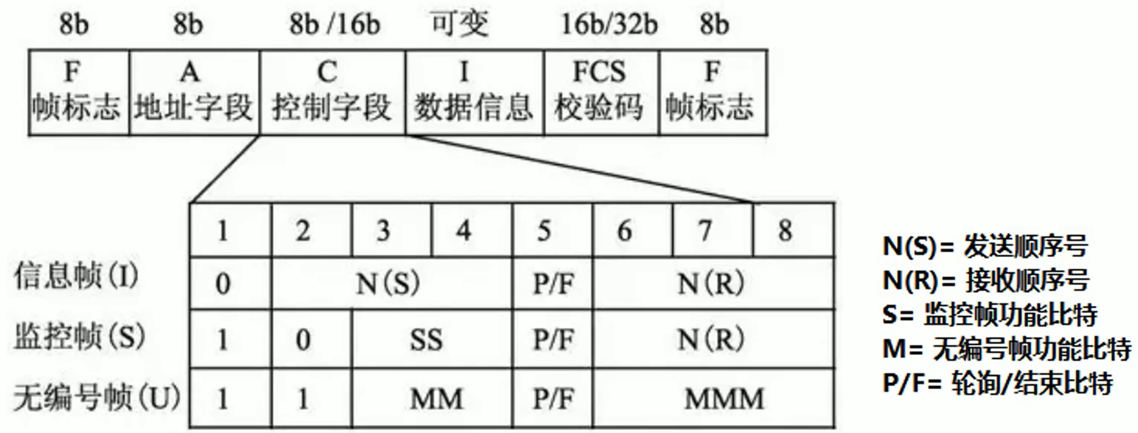 8b 8b 8b/16b 可变 16b/32b 8b
F A C I FCS F
帧标志 地址字段 控制字段 数据信息 校验码 帧标志
1 2 3 4 5 6 7 8
信息帧(I) 0 N(S) P/F N(R)
监控帧(S) 1 0 SS P/F N(R)
无编号帧(U) 1 1 MM P/F MMM
N(S)= 发送顺序号
N(R)= 接收顺序号
S= 监控帧功能比特
M= 无编号帧功能比特
P/F= 轮询/结束比特